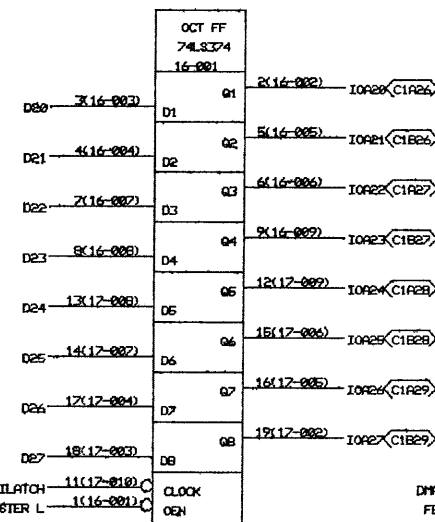 OCT FF
74LS374
16-001
Q1 2(16-002) IOA20 C1A26
D20 3(16-003) D1
Q2 5(16-005) IOA21 C1B26
D21 4(16-004) D2
Q3 6(16-006) IOA22 C1A27
D22 7(16-007) D3
Q4 9(16-009) IOA23 C1B27
D23 8(16-008) D4
Q5 12(17-009) IOA24 C1A28
D24 13(17-008) D5
Q6 15(17-006) IOA25 C1B28
D25 14(17-007) D6
Q7 16(17-005) IOA26 C1A29
D26 17(17-004) D7
Q8 19(17-002) IOA27 C1B29
D27 18(17-003) D8
ILATCH 11(17-010) CLOCK
STER L 1(16-001) OEN